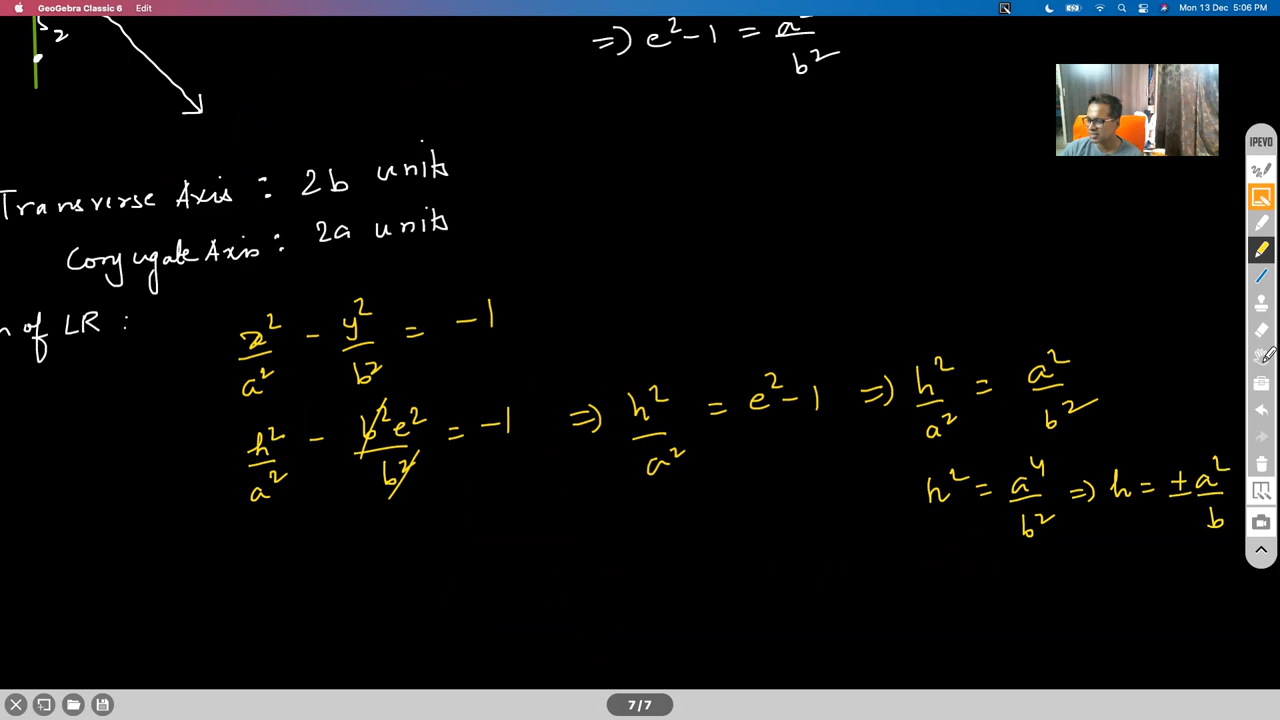 GeoGebra Classic 6 Edit Mon 13 Dec 5:06 PM
=) e²-1 = a²/b²
Transverse Axis : 2b units
Conjugate Axis : 2a units
of LR :
x²/a² - y²/b² = -1
h²/a² - b²e²/b² = -1 =) h²/a² = e²-1 =) h²/a² = a²/b²
h² = a⁴/b² =) h = ±a²/b
IPEVO
7/7